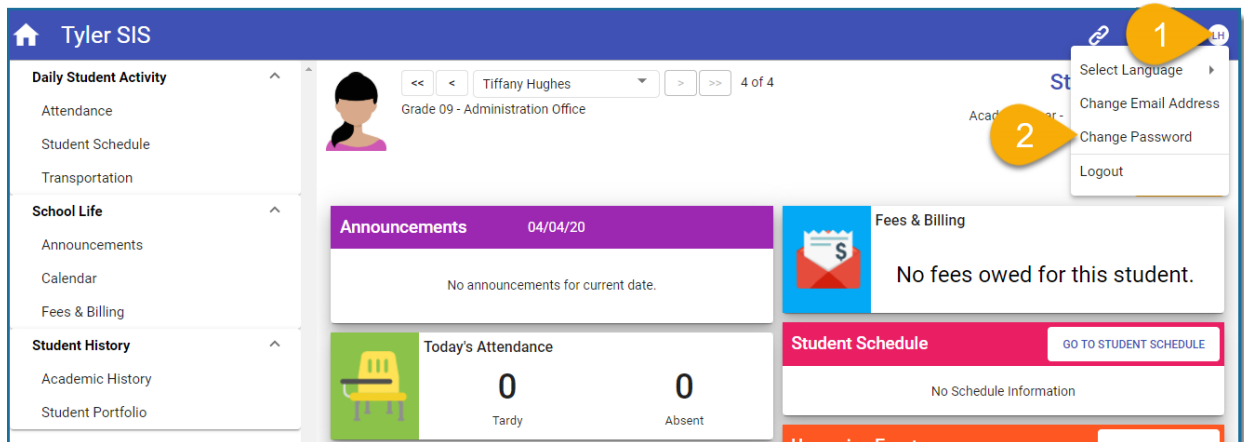 Tyler SIS
1
LH
Daily Student Activity
Attendance
Student Schedule
Transportation
School Life
Announcements
Calendar
Fees & Billing
Student History
Academic History
Student Portfolio
<< < Tiffany Hughes > >> 4 of 4
Grade 09 - Administration Office
Select Language
Change Email Address
2
Change Password
Logout
Announcements 04/04/20
No announcements for current date.
Fees & Billing
$
No fees owed for this student.
Today's Attendance
0 0
Tardy Absent
Student Schedule GO TO STUDENT SCHEDULE
No Schedule Information